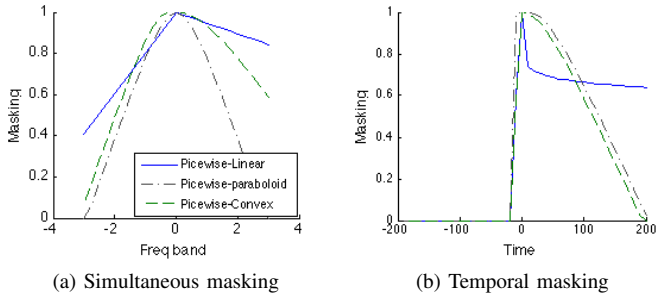 1
0.8
0.6
0.4
0.2
0
Masking
-4
-2
0
2
4
Freq band
Picewise-Linear
Picewise-paraboloid
Picewise-Convex
(a) Simultaneous masking
1
0.8
0.6
0.4
0.2
0
Masking
-200
-100
0
100
200
Time
(b) Temporal masking